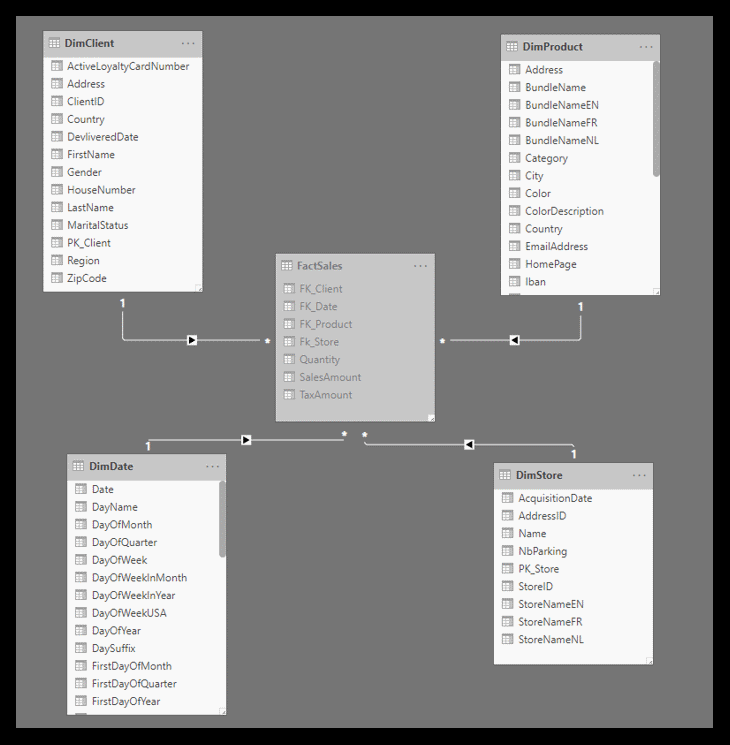 DimClient ...
ActiveLoyaltyCardNumber
Address
ClientID
Country
DevliveredDate
FirstName
Gender
HouseNumber
LastName
MaritalStatus
PK_Client
Region
ZipCode
1
*
DimProduct ...
Address
BundleName
BundleNameEN
BundleNameFR
BundleNameNL
Category
City
Color
ColorDescription
Country
EmailAddress
HomePage
Iban
1
*
FactSales ...
FK_Client
FK_Date
FK_Product
Fk_Store
Quantity
SalesAmount
TaxAmount
*
*
1
DimDate ...
Date
DayName
DayOfMonth
DayOfQuarter
DayOfWeek
DayOfWeekInMonth
DayOfWeekInYear
DayOfWeekUSA
DayOfYear
DaySuffix
FirstDayOfMonth
FirstDayOfQuarter
FirstDayOfYear
1
DimStore ...
AcquisitionDate
AddressID
Name
NbParking
PK_Store
StoreID
StoreNameEN
StoreNameFR
StoreNameNL